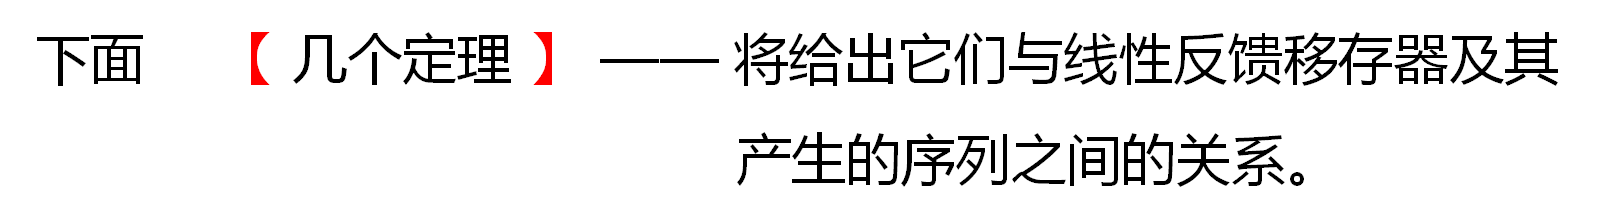 下面 【 几个定理 】 —— 将给出它们与线性反馈移存器及其
产生的序列之间的关系。